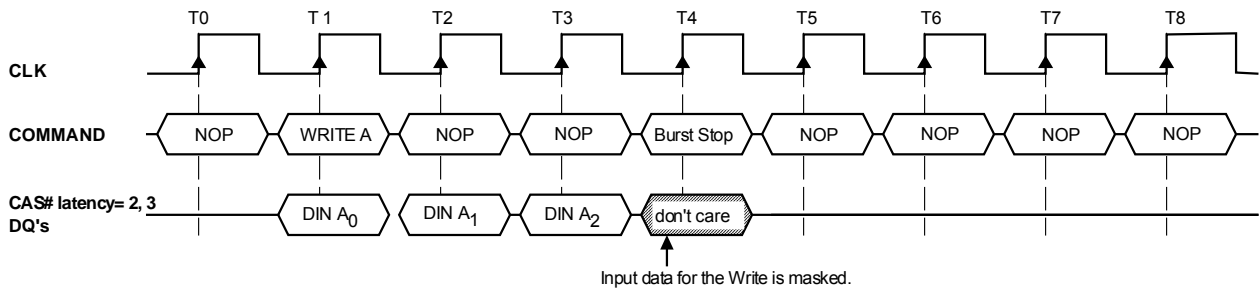 T0 T1 T2 T3 T4 T5 T6 T7 T8
CLK
COMMAND NOP WRITE A NOP NOP Burst Stop NOP NOP NOP NOP
CAS# latency= 2, 3
DQ's DIN A0 DIN A1 DIN A2 don't care
Input data for the Write is masked.